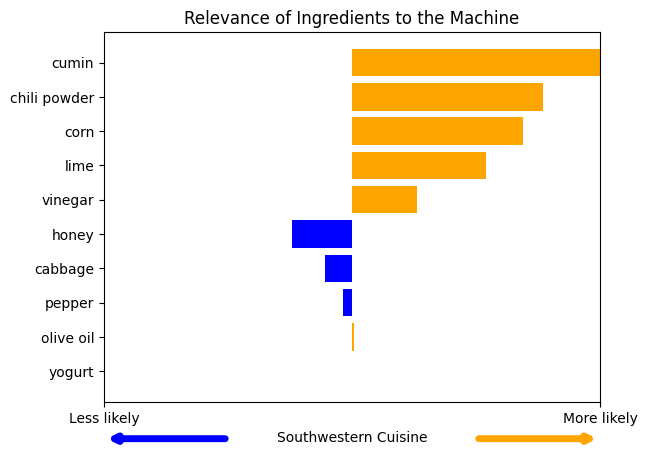 Relevance of Ingredients to the Machine
cumin
chili powder
corn
lime
vinegar
honey
cabbage
pepper
olive oil
yogurt
Less likely
More likely
Southwestern Cuisine